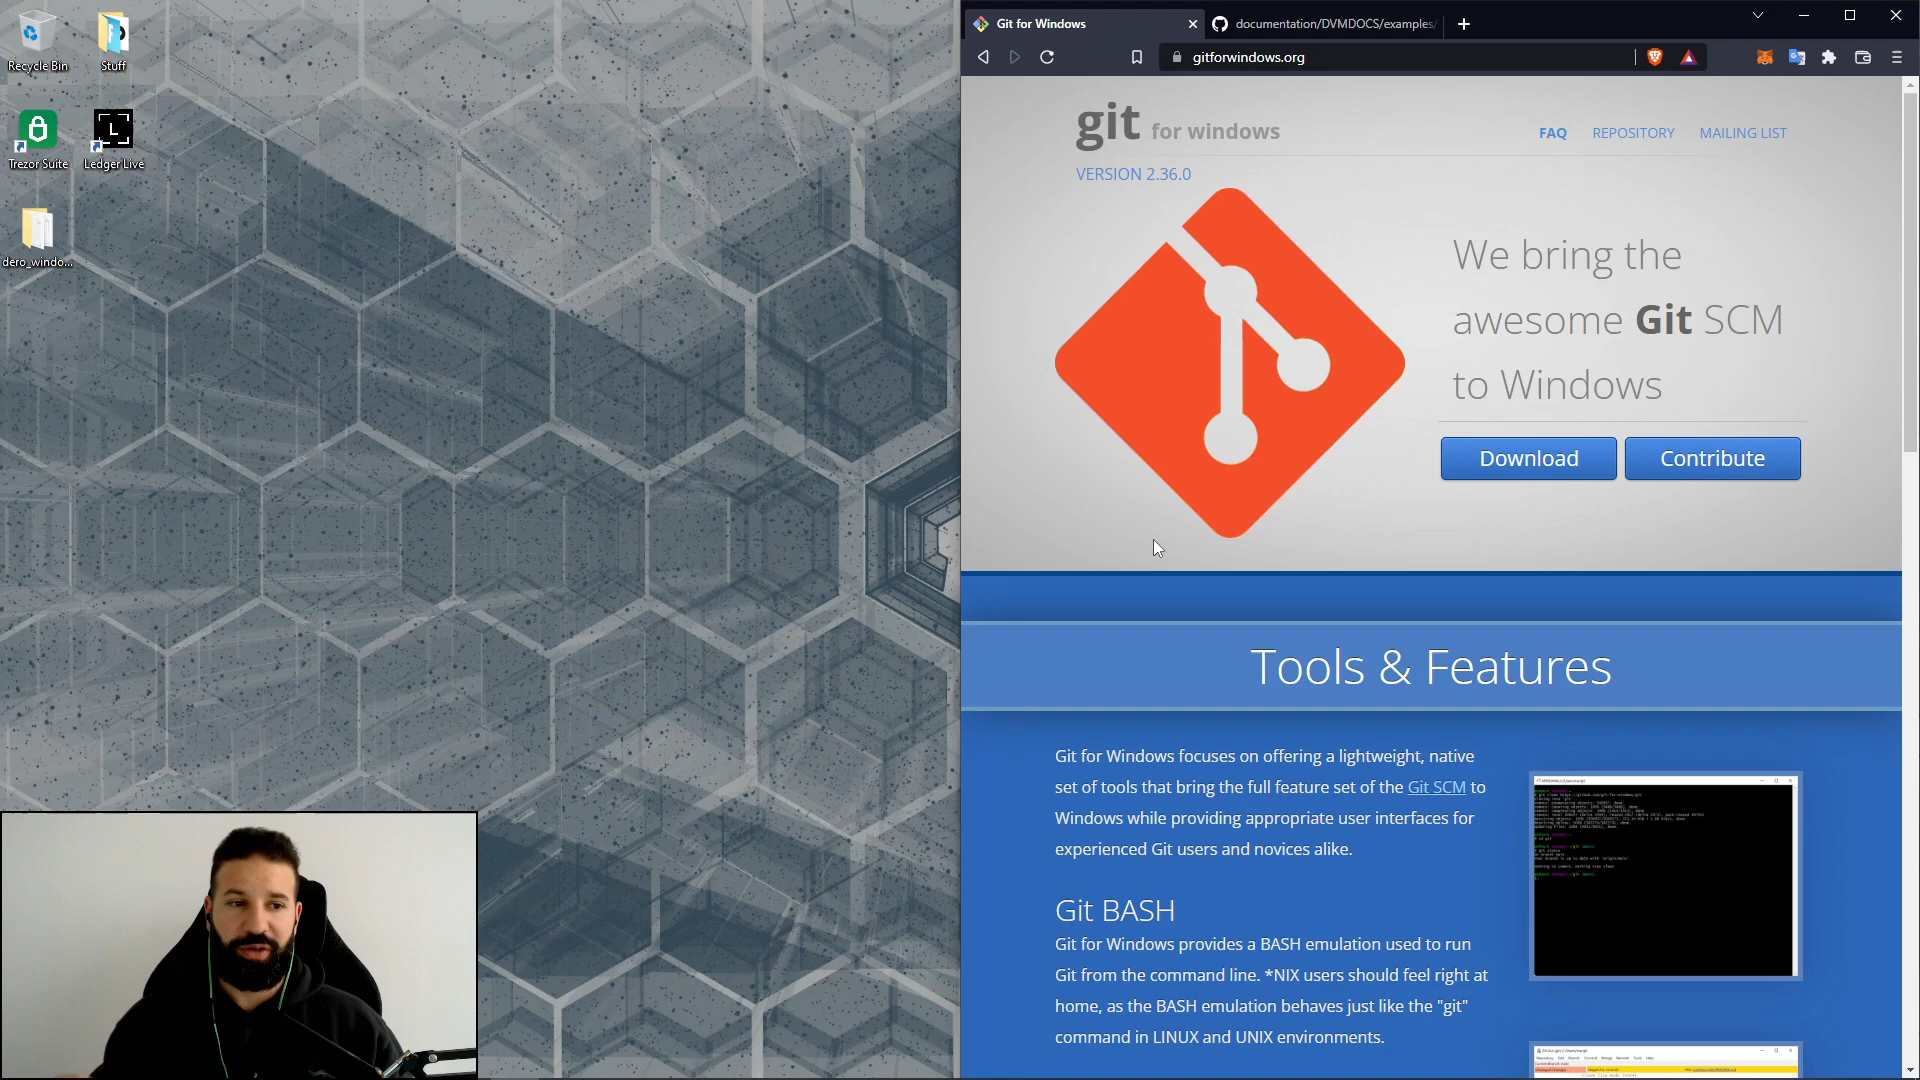 Recycle Bin
Stuff
Trezor Suite
Ledger Live
dero_windo...
Git for Windows
documentation/DVMDOCS/examples/
gitforwindows.org
git for windows
FAQ
REPOSITORY
MAILING LIST
VERSION 2.36.0
We bring the
awesome Git SCM
to Windows
Download
Contribute
Tools & Features
Git for Windows focuses on offering a lightweight, native
set of tools that bring the full feature set of the Git SCM to
Windows while providing appropriate user interfaces for
experienced Git users and novices alike.
Git BASH
Git for Windows provides a BASH emulation used to run
Git from the command line. *NIX users should feel right at
home, as the BASH emulation behaves just like the "git"
command in LINUX and UNIX environments.